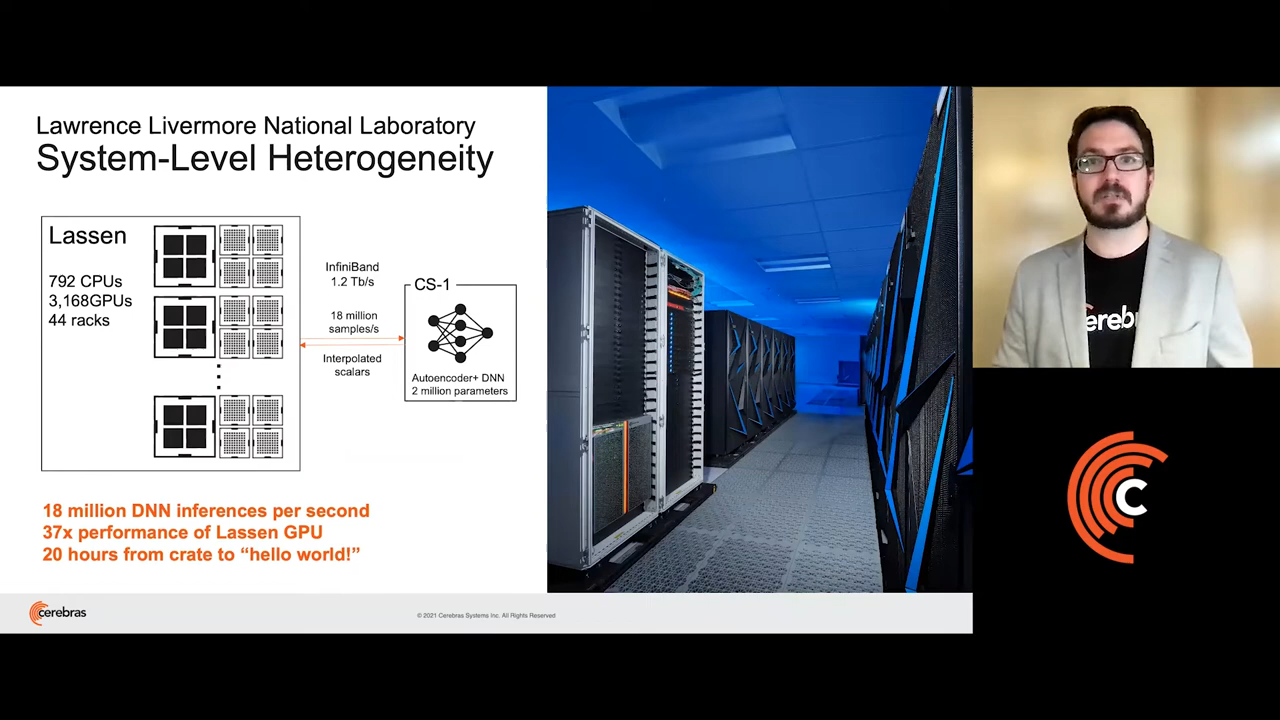 Lawrence Livermore National Laboratory
System-Level Heterogeneity
Lassen
792 CPUs
3,168GPUs
44 racks
InfiniBand
1.2 Tb/s
18 million
samples/s
Interpolated
scalars
CS-1
Autoencoder+ DNN
2 million parameters
18 million DNN inferences per second
37x performance of Lassen GPU
20 hours from crate to “hello world!”
cerebras
© 2021 Cerebras Systems Inc. All Rights Reserved